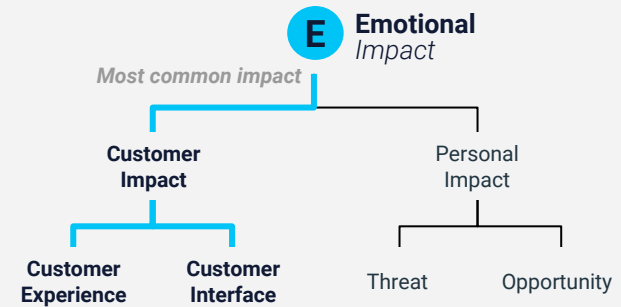 E
Emotional
Impact
Most common impact
Customer
Impact
Personal
Impact
Customer
Experience
Customer
Interface
Threat
Opportunity